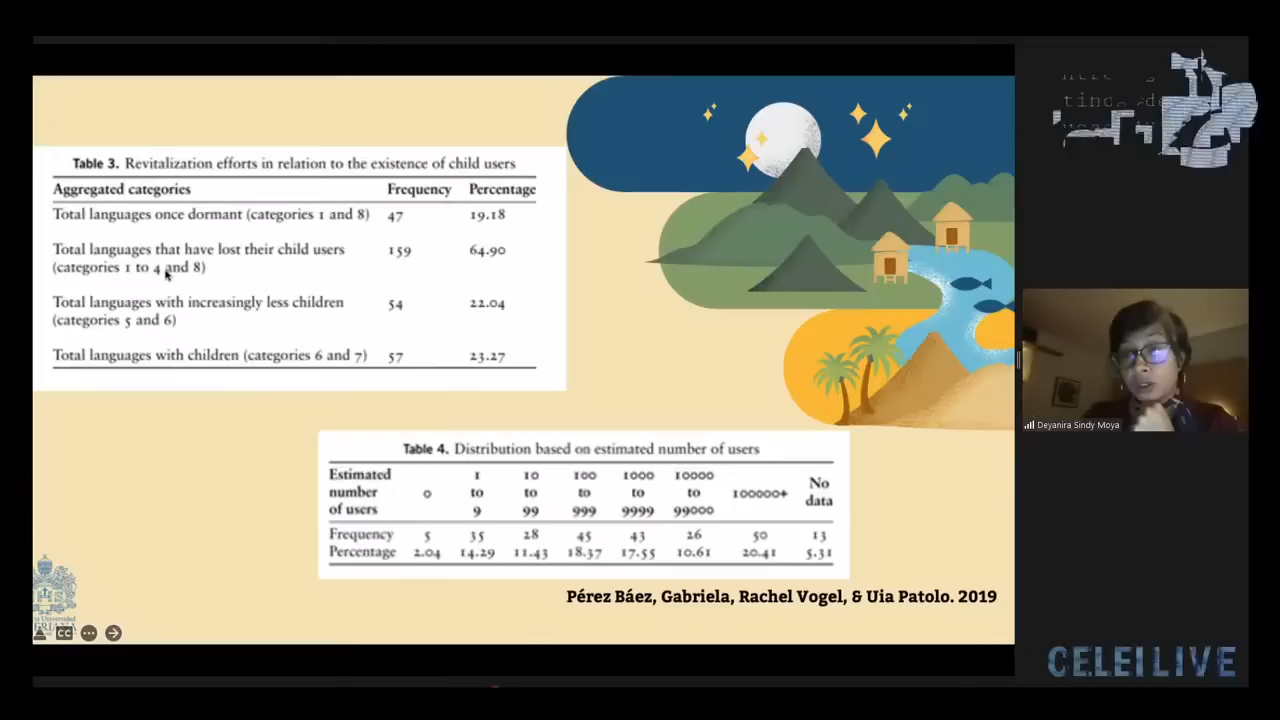 Table 3. Revitalization efforts in relation to the existence of child users
Aggregated categories Frequency Percentage
Total languages once dormant (categories 1 and 8) 47 19.18
Total languages that have lost their child users 159 64.90
(categories 1 to 4 and 8)
Total languages with increasingly less children 54 22.04
(categories 5 and 6)
Total languages with children (categories 6 and 7) 57 23.27
Table 4. Distribution based on estimated number of users
Estimated 1 10 100 1000 10000 No
number 0 to to to to to 100000+ data
of users 9 99 999 9999 99000
Frequency 5 35 28 45 43 26 50 13
Percentage 2.04 14.29 11.43 18.37 17.55 10.61 20.41 5.31
Pérez Báez, Gabriela, Rachel Vogel, & Uia Patolo. 2019
Universidad
CC
Deyanira Sindy Moya
CELEI LIVE